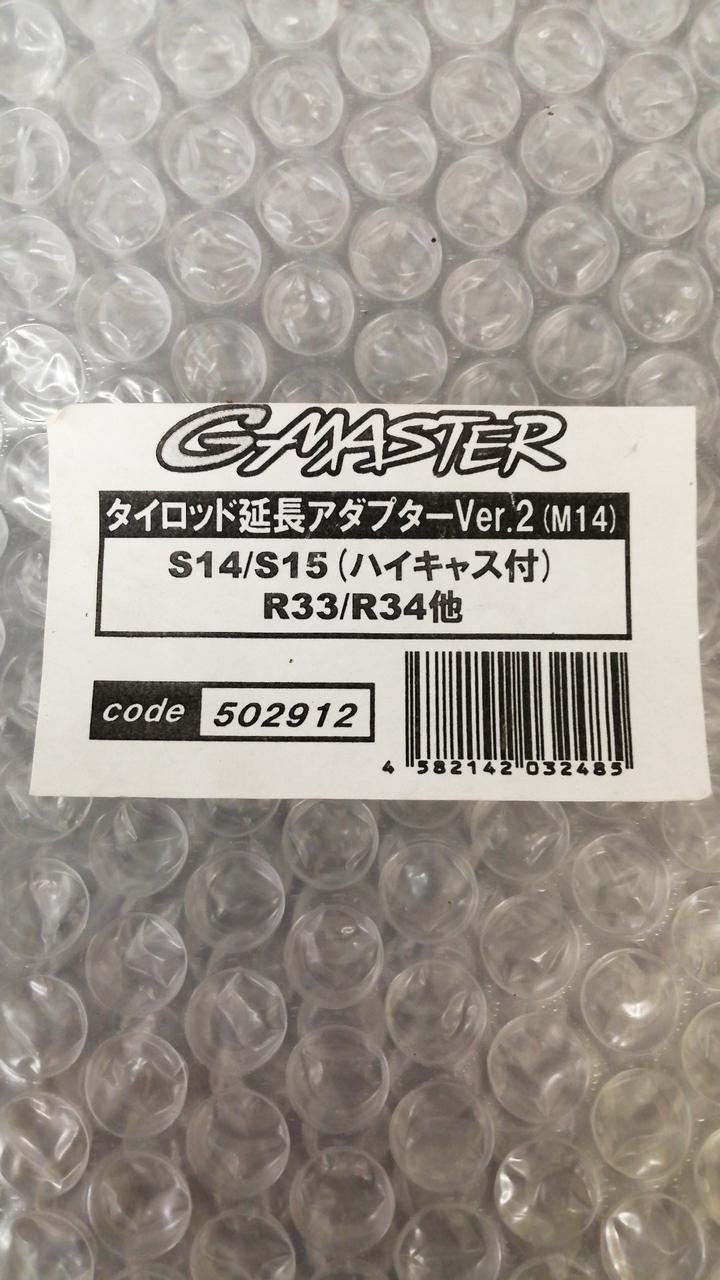 G-MASTER
タイロッド延長アダプターVer.2(M14)
S14/S15(ハイキャス付)
R33/R34他
code 502912
4 582142 032485